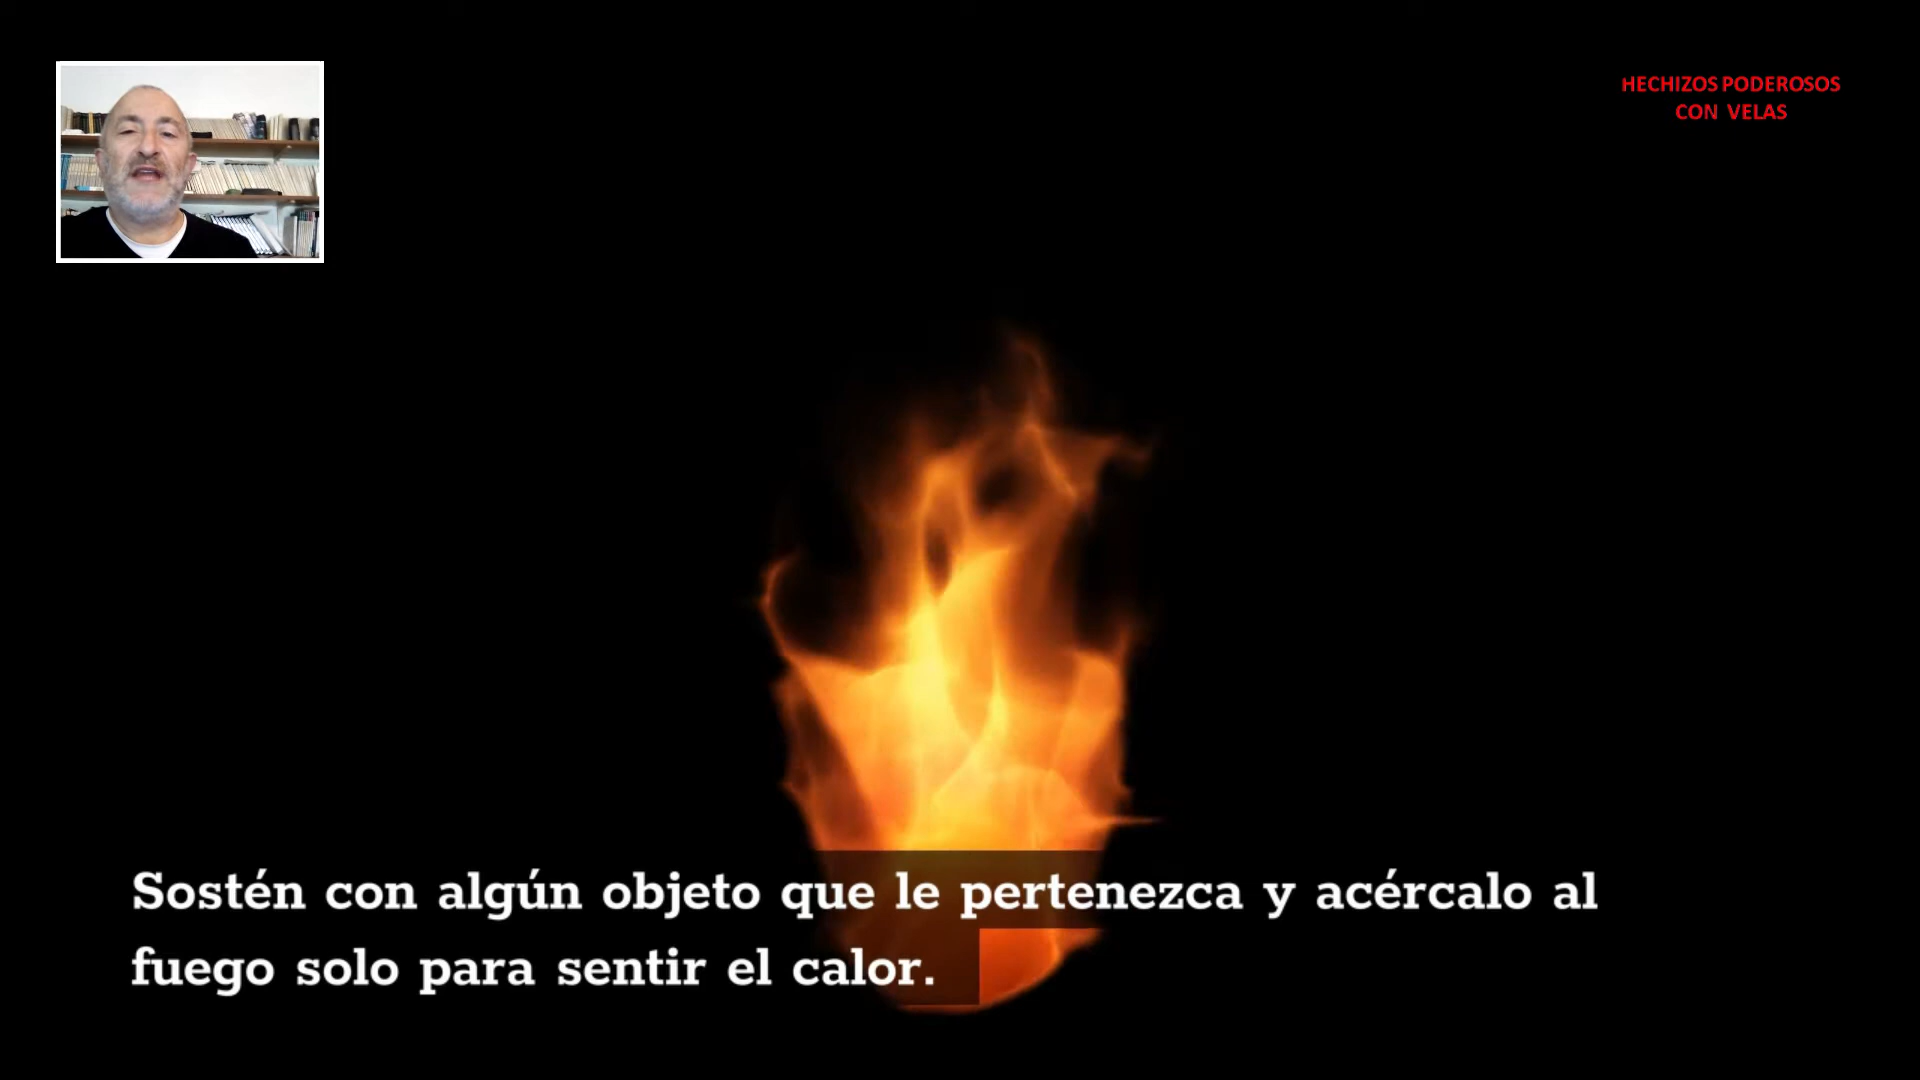 HECHIZOS PODEROSOS
CON VELAS
Sostén con algún objeto que le pertenezca y acércalo al
fuego solo para sentir el calor.